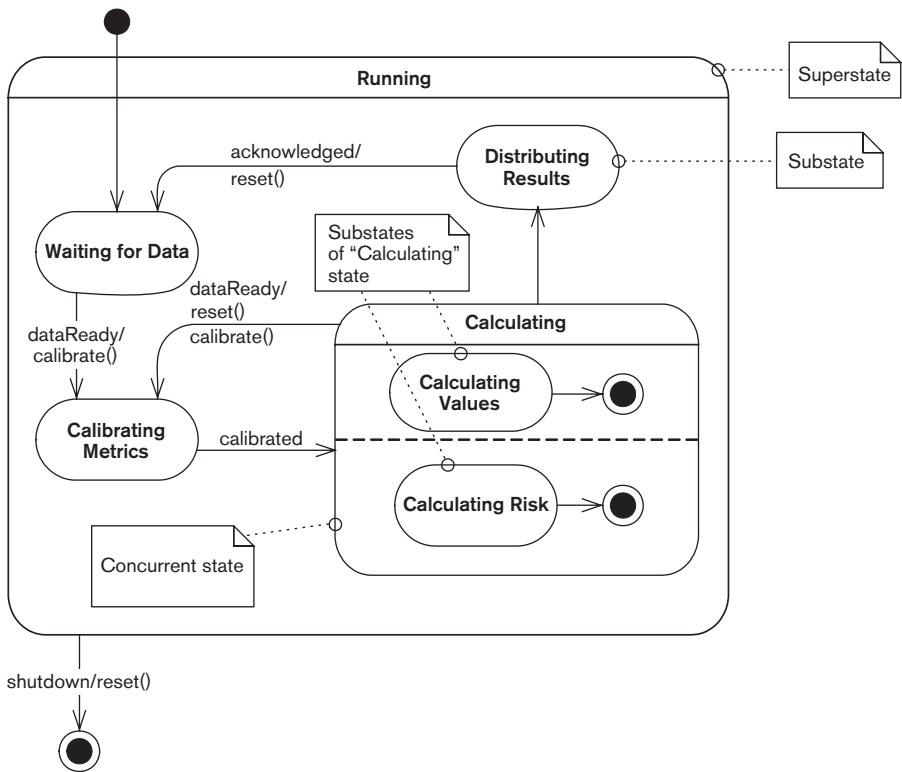 Running
Superstate
acknowledged/
reset()
Distributing
Results
Substate
Substates
of “Calculating”
state
Waiting for Data
dataReady/
reset()
calibrate()
Calculating
dataReady/
calibrate()
Calculating
Values
Calibrating
Metrics
calibrated
Calculating Risk
Concurrent state
shutdown/reset()